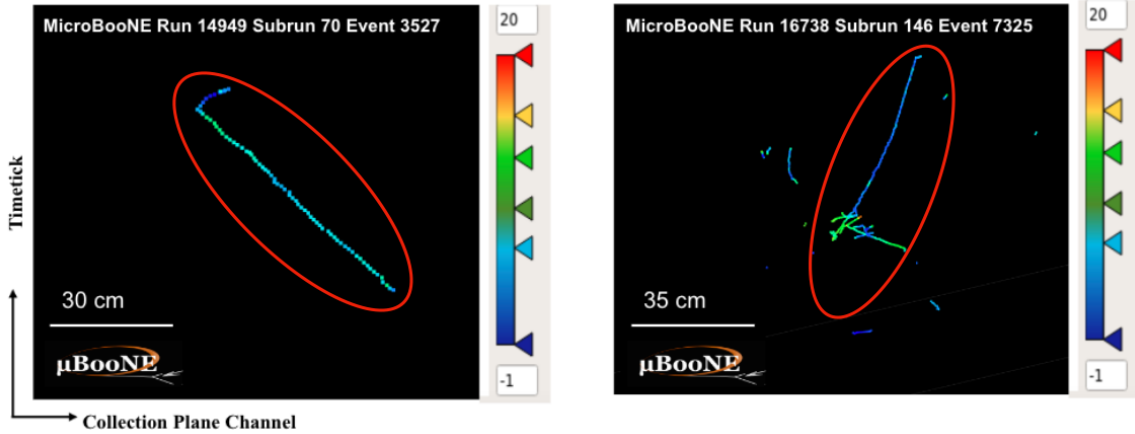 MicroBooNE Run 14949 Subrun 70 Event 3527
20
30 cm
µBooNE
-1
Timetick
Collection Plane Channel
MicroBooNE Run 16738 Subrun 146 Event 7325
20
35 cm
µBooNE
-1